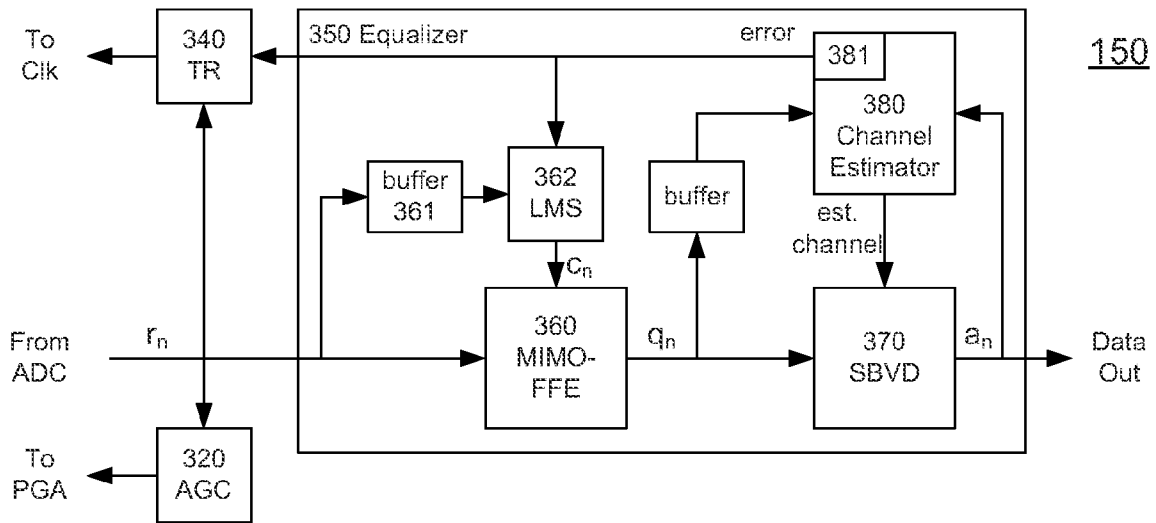 To
Clk
340
TR
350 Equalizer
error
381
150
380
Channel
Estimator
buffer
361
362
LMS
buffer
est.
channel
cn
From
ADC
rn
360
MIMO-
FFE
qn
370
SBVD
an
Data
Out
To
PGA
320
AGC